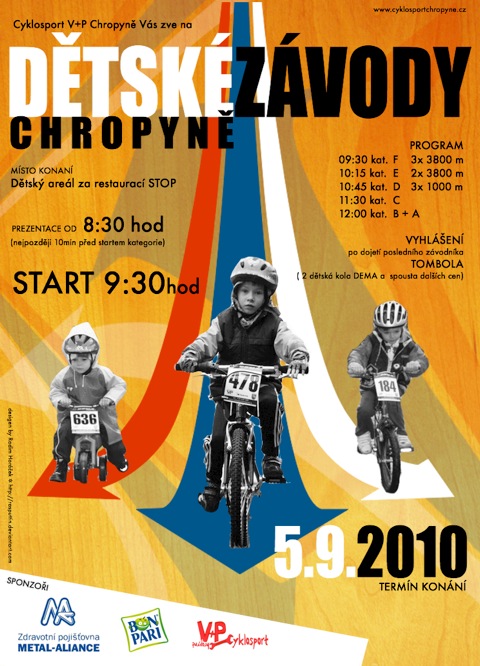 www.cyklosportchropyne.cz
Cyklosport V+P Chropyně Vás zve na
DĚTSKÉ ZÁVODY
CHROPYNĚ
MÍSTO KONANÍ
Dětský areál za restaurací STOP
PROGRAM
09:30 kat. F 3x 3800 m
10:15 kat. E 2x 3800 m
10:45 kat. D 3x 1000 m
11:30 kat. C
12:00 kat. B + A
PREZENTACE OD 8:30 hod
(nejpozději 10min před startem kategorie)
VYHLÁŠENÍ
po dojetí posledního závodníka
TOMBOLA
( 2 dětská kola DEMA a spousta dalších cen)
START 9:30hod
478
636
184
5.9.2010
TERMÍN KONÁNÍ
SPONZOŘI
Zdravotní pojišťovna
METAL-ALIANCE
BON
PARI
V+P
Cyklosport